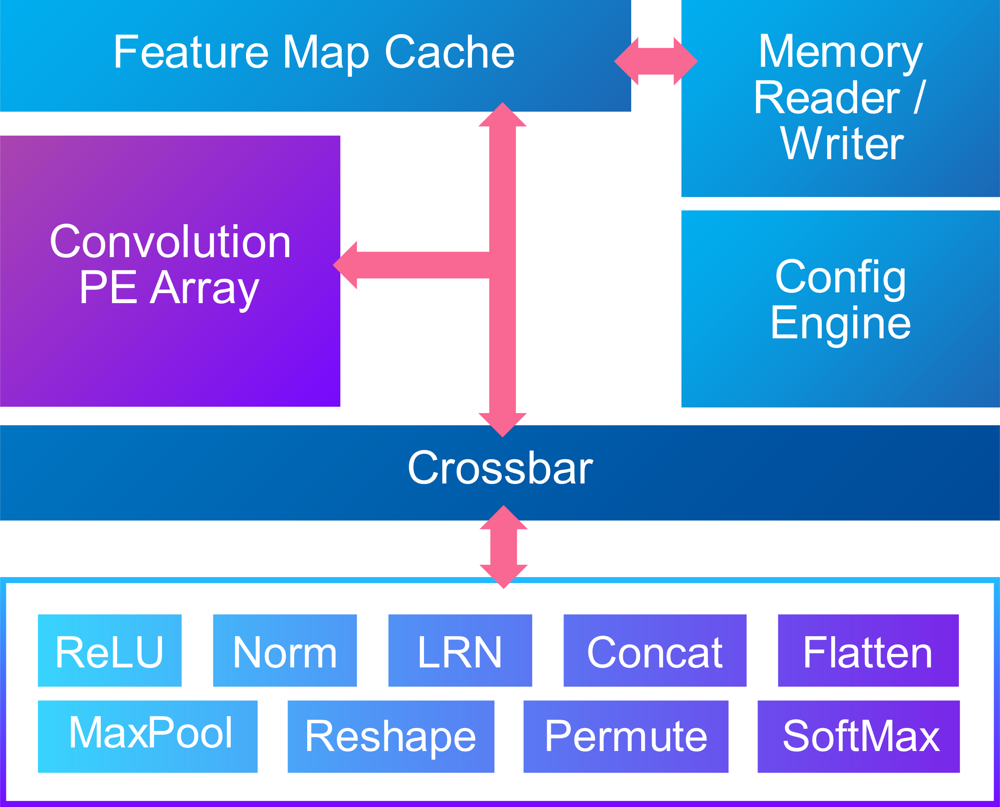 Feature Map Cache
Memory
Reader /
Writer
Convolution
PE Array
Config
Engine
Crossbar
ReLU
Norm
LRN
Concat
Flatten
MaxPool
Reshape
Permute
SoftMax